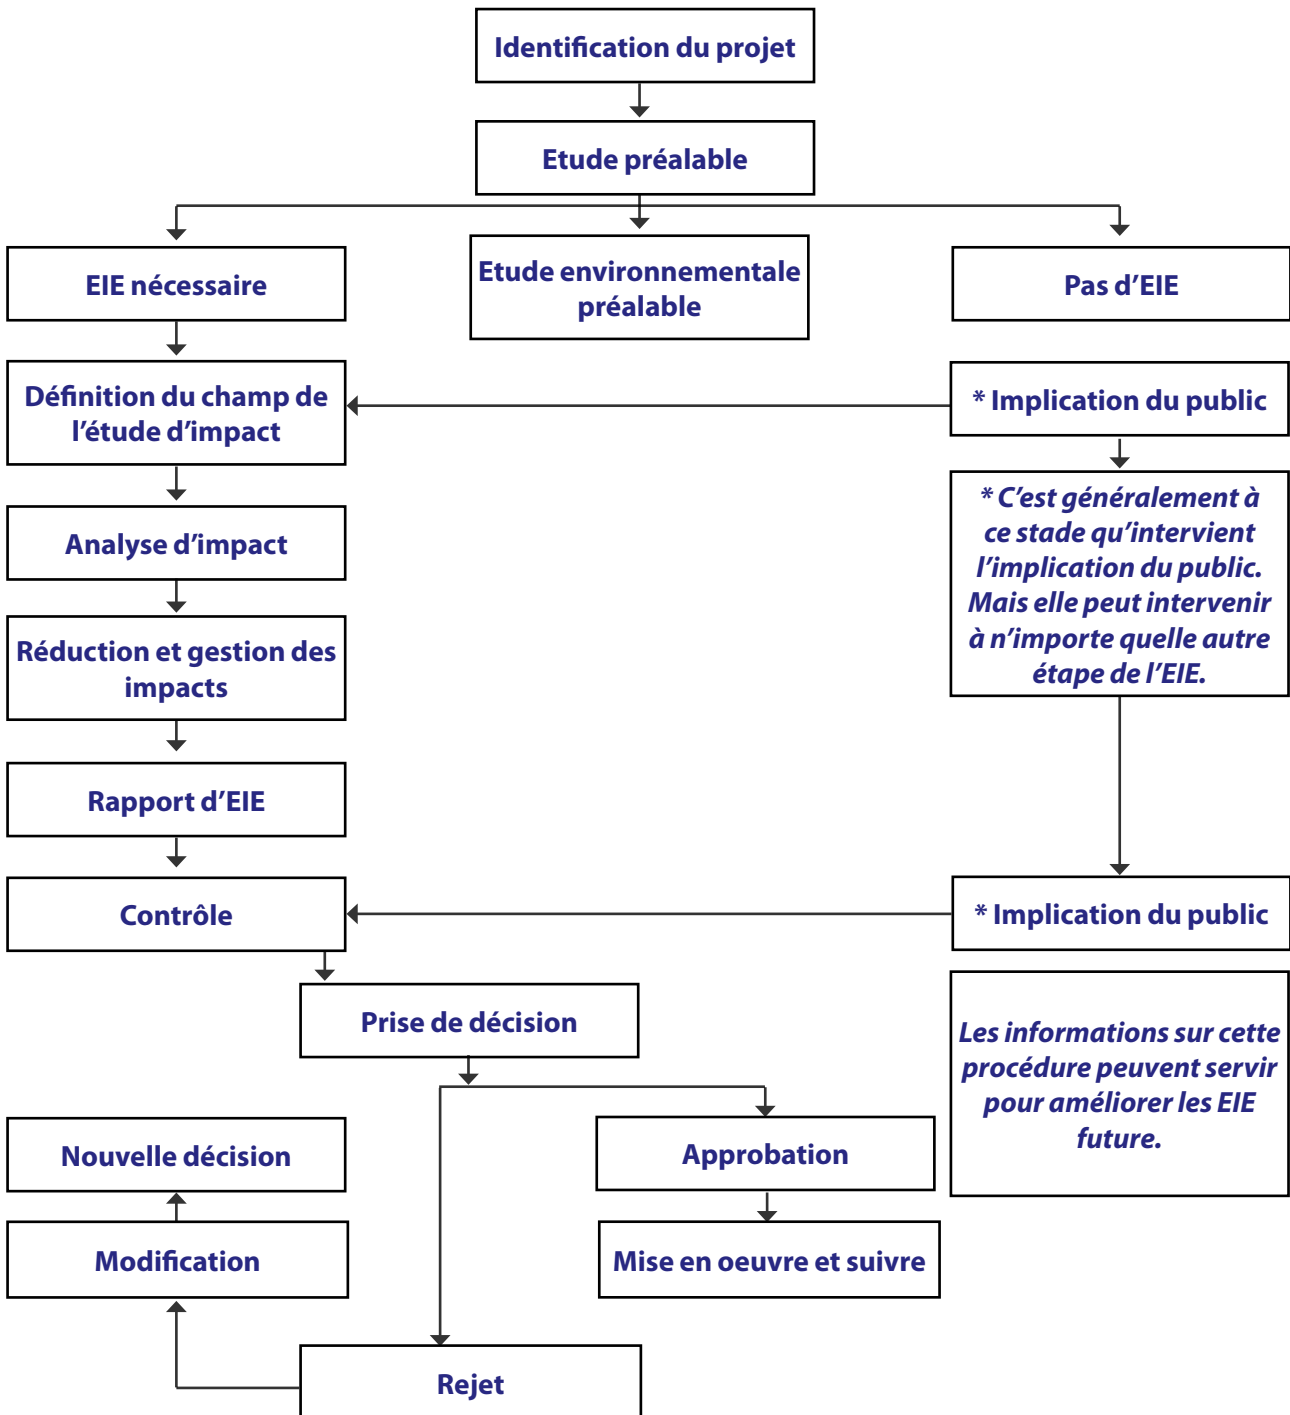 Identification du projet
Etude préalable
EIE nécessaire
Etude environnementale
préalable
Pas d’EIE
Définition du champ de
l’étude d’impact
* Implication du public
Analyse d’impact
* C’est généralement à
ce stade qu’intervient
l’implication du public.
Mais elle peut intervenir
à n’importe quelle autre
étape de l’EIE.
Réduction et gestion des
impacts
Rapport d’EIE
Contrôle
* Implication du public
Prise de décision
Les informations sur cette
procédure peuvent servir
pour améliorer les EIE
future.
Nouvelle décision
Approbation
Modification
Mise en oeuvre et suivre
Rejet